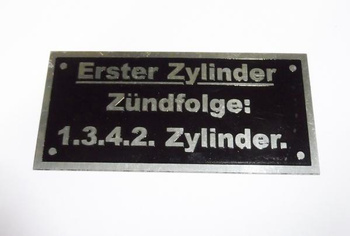 Erster Zylinder
Zündfolge:
1.3.4.2. Zylinder.